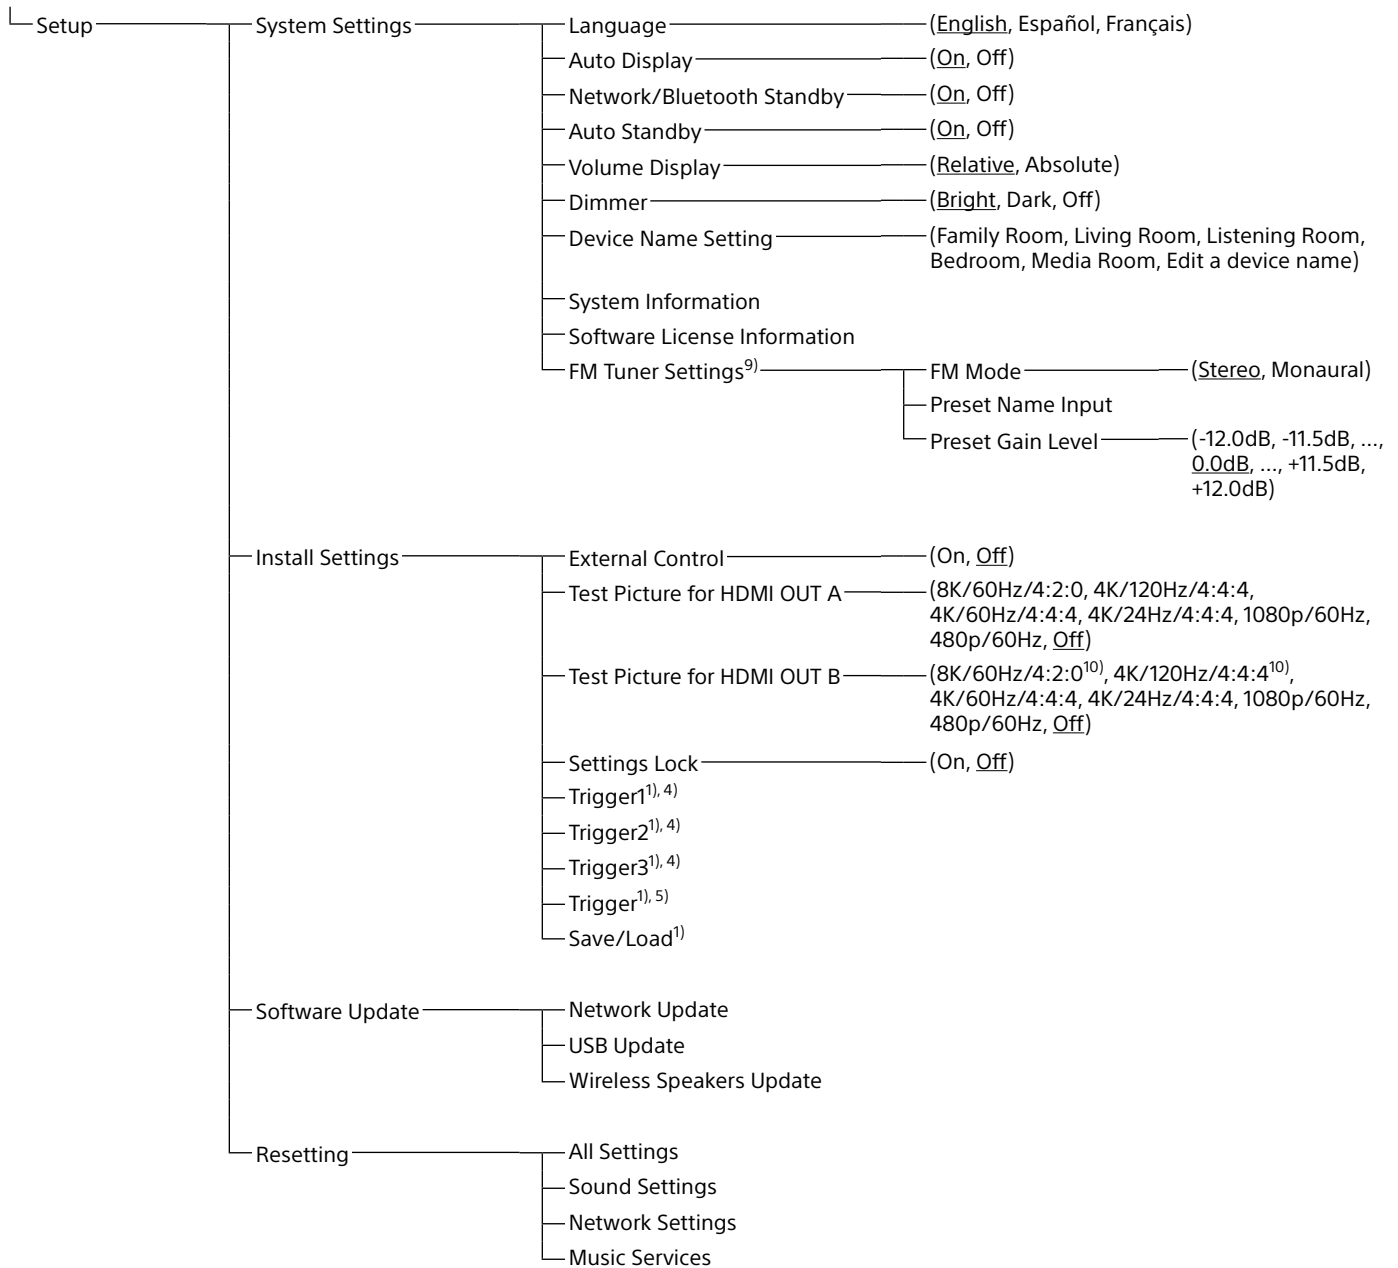 Setup
System Settings
Language
(English, Español, Français)
Auto Display
(On, Off)
Network/Bluetooth Standby
(On, Off)
Auto Standby
(On, Off)
Volume Display
(Relative, Absolute)
Dimmer
(Bright, Dark, Off)
Device Name Setting
(Family Room, Living Room, Listening Room,
Bedroom, Media Room, Edit a device name)
System Information
Software License Information
FM Tuner Settings9)
FM Mode
(Stereo, Monaural)
Preset Name Input
Preset Gain Level
(-12.0dB, -11.5dB, ...,
0.0dB, ..., +11.5dB,
+12.0dB)
Install Settings
External Control
(On, Off)
Test Picture for HDMI OUT A
(8K/60Hz/4:2:0, 4K/120Hz/4:4:4,
4K/60Hz/4:4:4, 4K/24Hz/4:4:4, 1080p/60Hz,
480p/60Hz, Off)
Test Picture for HDMI OUT B
(8K/60Hz/4:2:010), 4K/120Hz/4:4:410),
4K/60Hz/4:4:4, 4K/24Hz/4:4:4, 1080p/60Hz,
480p/60Hz, Off)
Settings Lock
(On, Off)
Trigger11), 4)
Trigger21), 4)
Trigger31), 4)
Trigger1), 5)
Save/Load1)
Software Update
Network Update
USB Update
Wireless Speakers Update
Resetting
All Settings
Sound Settings
Network Settings
Music Services